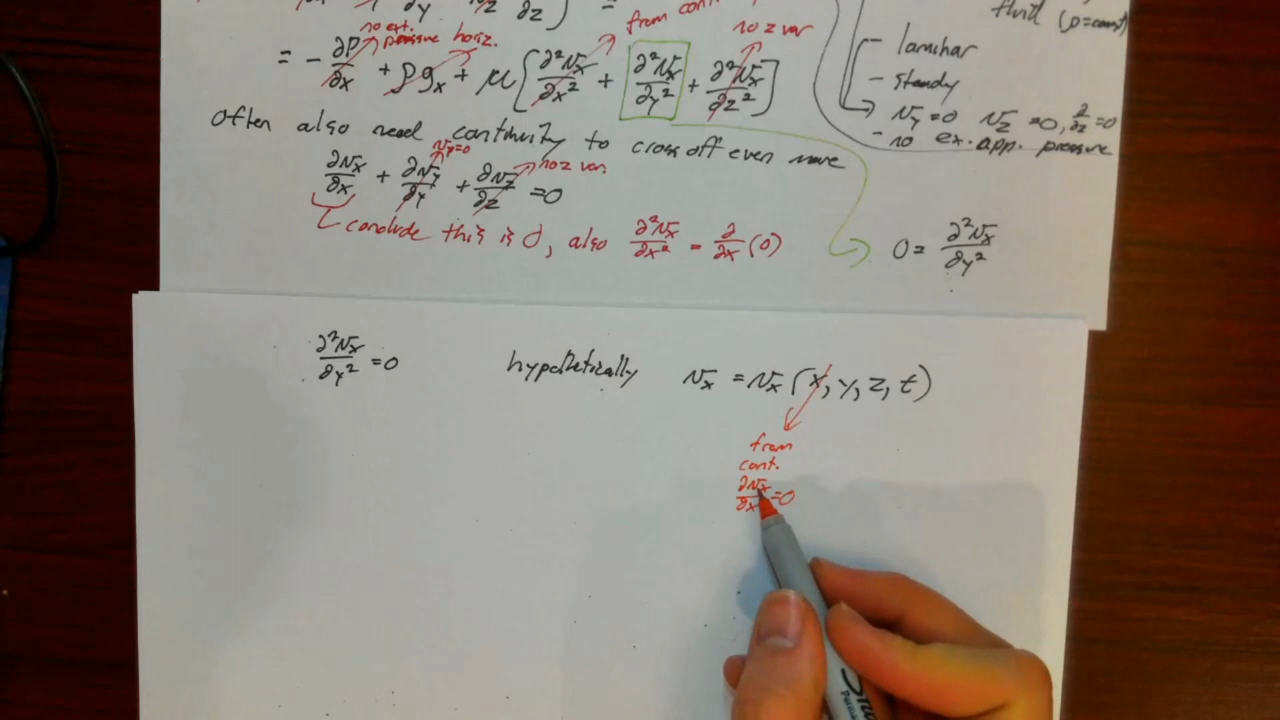 ∂y ∂z ) =
no ext. pressure horiz. from cont no z var
= - ∂P/∂x + ρg_x + μ[∂²v_x/∂x² + ∂²v_x/∂y² + ∂²v_x/∂z²]
fluid (ρ=const)
- laminar
- steady
v_y=0 v_z=0, ∂/∂z=0
- no ex. app. pressure
often also need continuity to cross off even more
v_y=0 no z var.
∂v_x/∂x + ∂v_y/∂y + ∂v_z/∂z = 0
conclude this is 0, also ∂²v_x/∂x² = ∂/∂x (0)
0 = ∂²v_x/∂y²
∂²v_x/∂y² = 0 hypothetically v_x = v_x(x, y, z, t)
from
cont.
∂v_x/∂x = 0